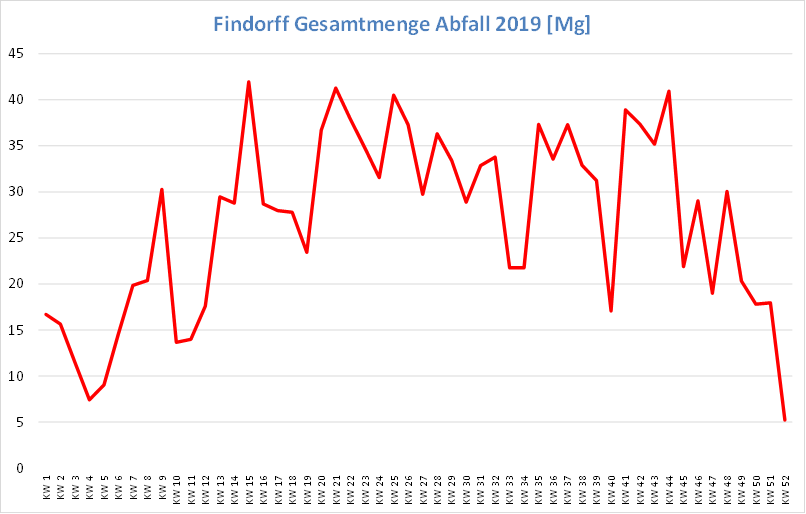 Findorff Gesamtmenge Abfall 2019 [Mg]
45
40
35
30
25
20
15
10
5
0
KW 1
KW 2
KW 3
KW 4
KW 5
KW 6
KW 7
KW 8
KW 9
KW 10
KW 11
KW 12
KW 13
KW 14
KW 15
KW 16
KW 17
KW 18
KW 19
KW 20
KW 21
KW 22
KW 23
KW 24
KW 25
KW 26
KW 27
KW 28
KW 29
KW 30
KW 31
KW 32
KW 33
KW 34
KW 35
KW 36
KW 37
KW 38
KW 39
KW 40
KW 41
KW 42
KW 43
KW 44
KW 45
KW 46
KW 47
KW 48
KW 49
KW 50
KW 51
KW 52